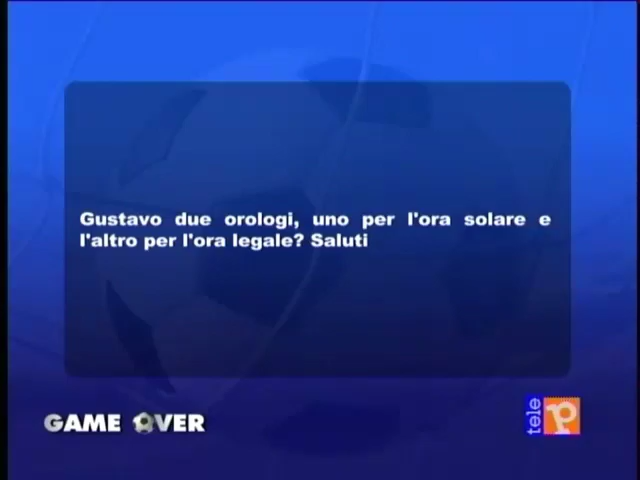 Gustavo due orologi, uno per l'ora solare e
l'altro per l'ora legale? Saluti
GAME OVER
tele P